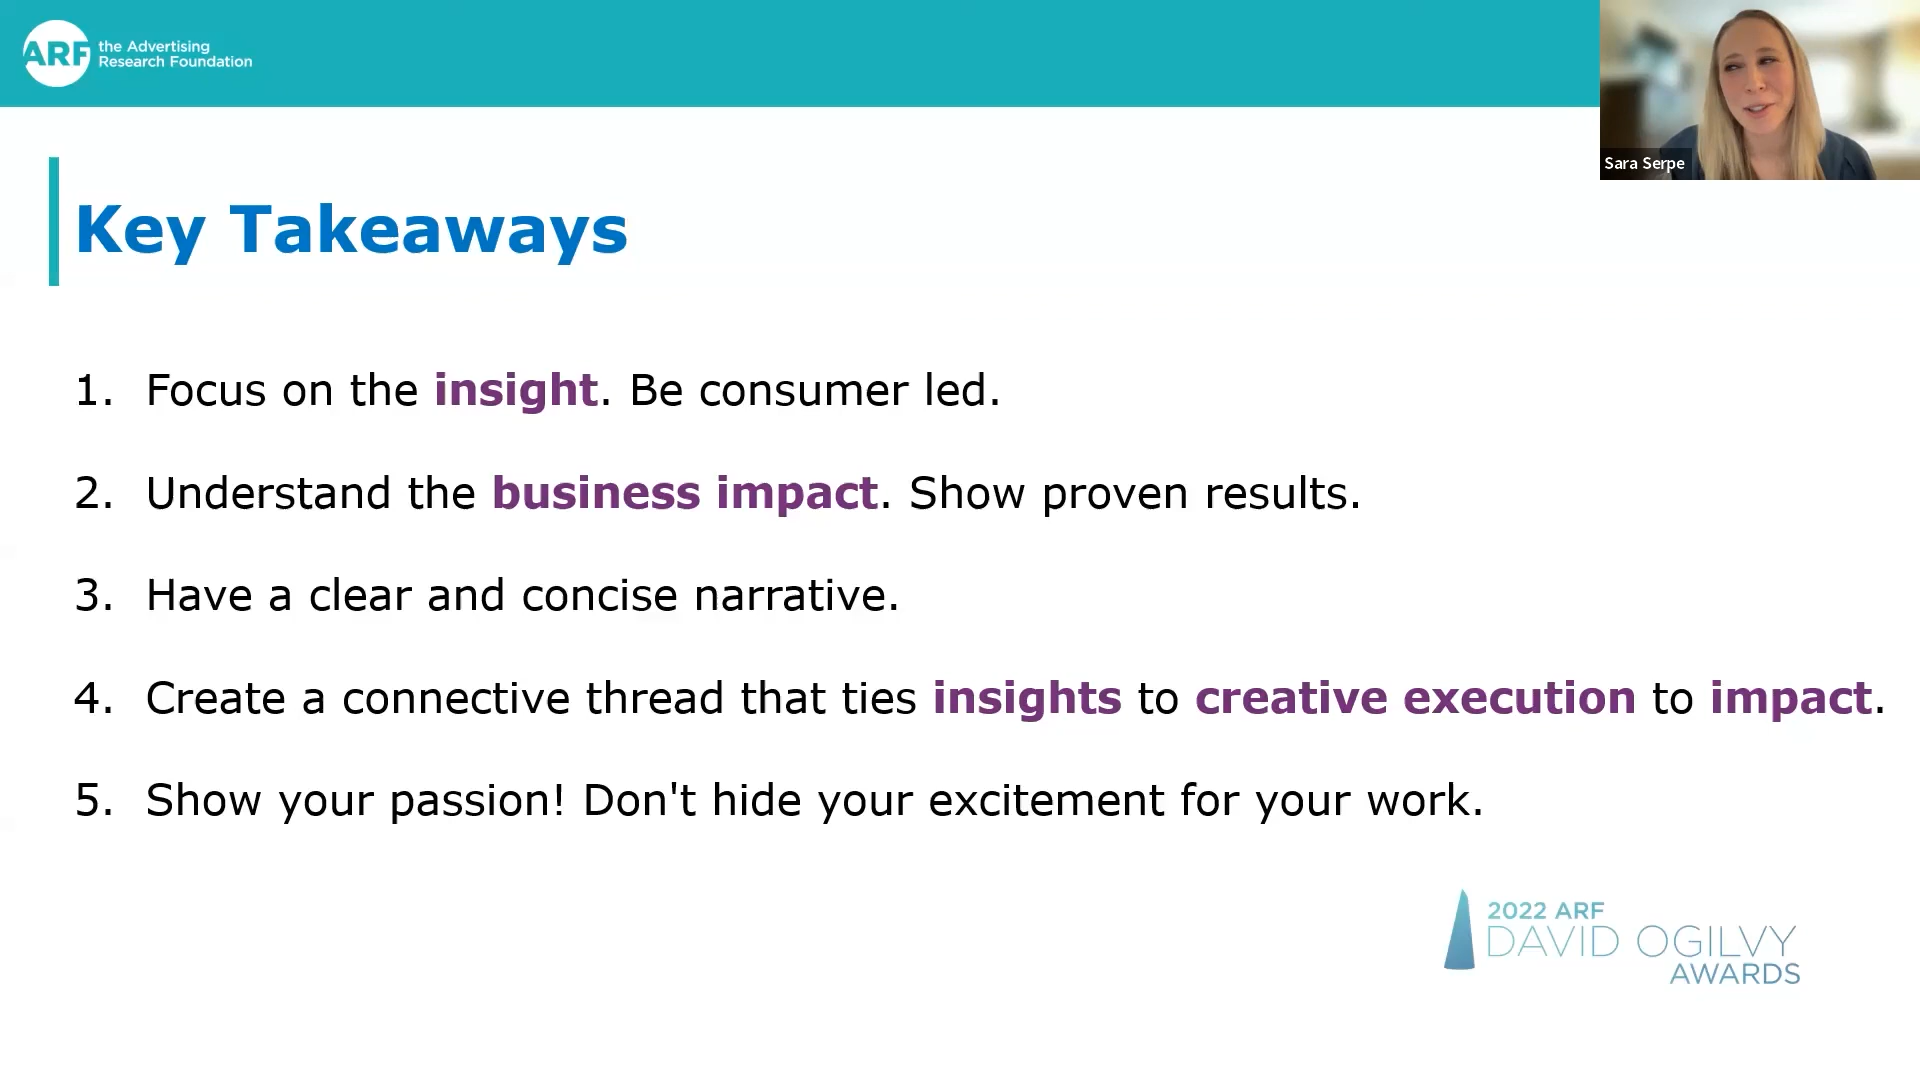 ARF the Advertising
Research Foundation
Sara Serpe
Key Takeaways
1. Focus on the insight. Be consumer led.
2. Understand the business impact. Show proven results.
3. Have a clear and concise narrative.
4. Create a connective thread that ties insights to creative execution to impact.
5. Show your passion! Don't hide your excitement for your work.
2022 ARF
DAVID OGILVY
AWARDS